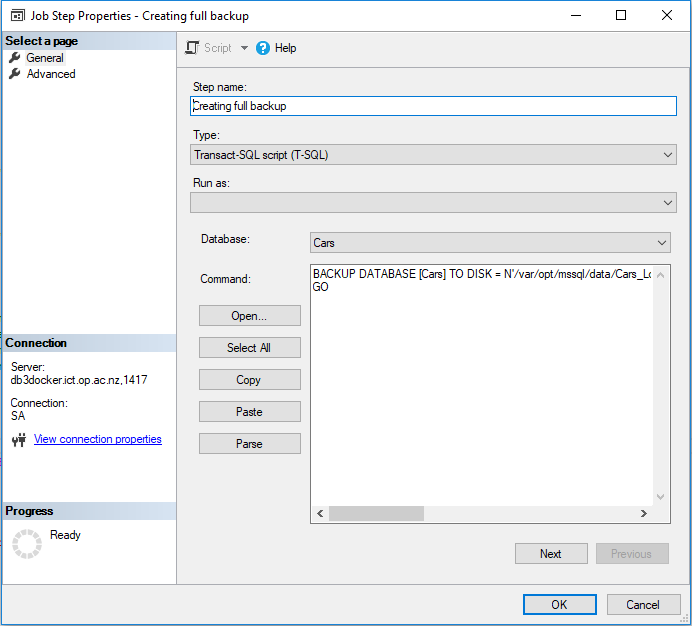 Job Step Properties - Creating full backup
Select a page
General
Advanced
Script
Help
Step name:
Creating full backup
Type:
Transact-SQL script (T-SQL)
Run as:
Database:
Cars
Command:
BACKUP DATABASE [Cars] TO DISK = N'/var/opt/mssql/data/Cars_Lo
GO
Open...
Select All
Copy
Paste
Parse
Connection
Server:
db3docker.ict.op.ac.nz,1417
Connection:
SA
View connection properties
Progress
Ready
Next
Previous
OK
Cancel